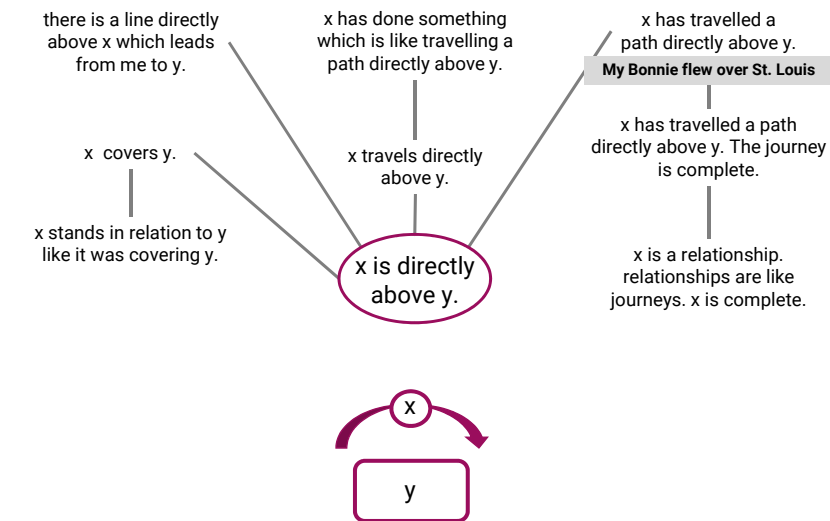 there is a line directly
above x which leads
from me to y.
x has done something
which is like travelling a
path directly above y.
x has travelled a
path directly above y.
My Bonnie flew over St. Louis
x has travelled a path
directly above y. The journey
is complete.
x covers y.
x travels directly
above y.
x stands in relation to y
like it was covering y.
x is directly
above y.
x is a relationship.
relationships are like
journeys. x is complete.
x
y